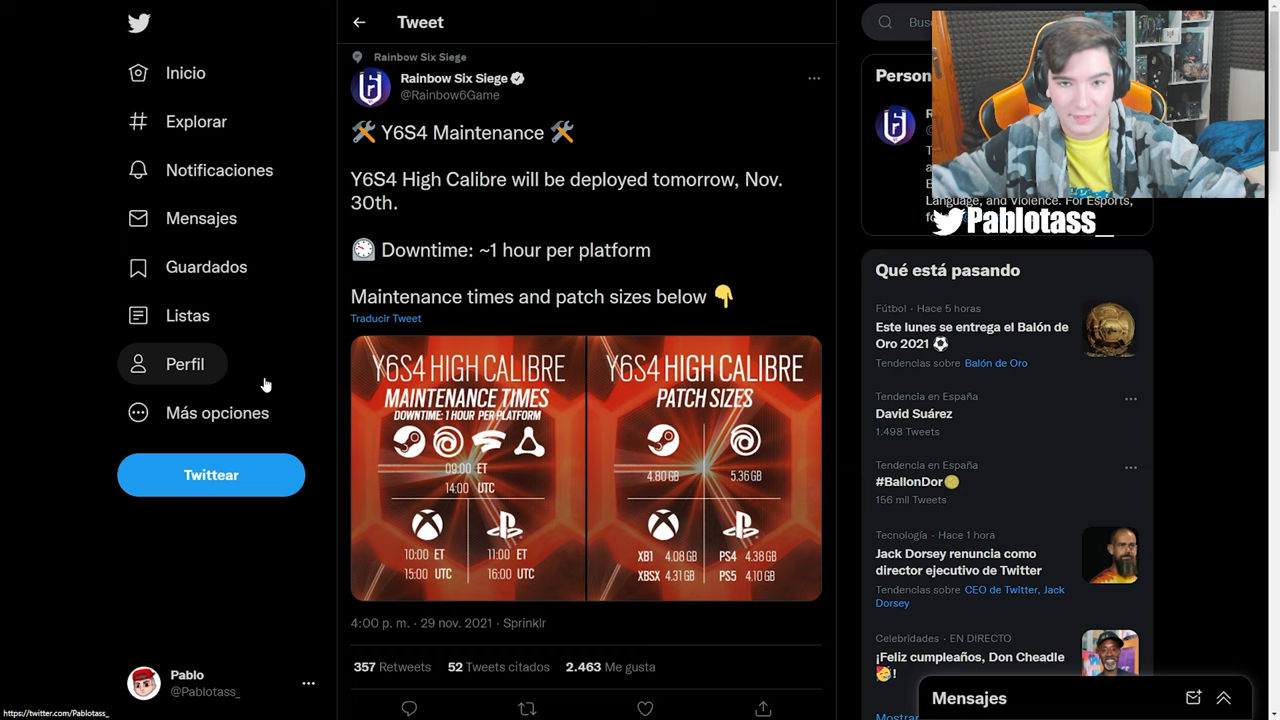 Inicio
Explorar
Notificaciones
Mensajes
Guardados
Listas
Perfil
Más opciones
Twittear
Pablo
@Pablotass_
https://twitter.com/Pablotass_
Tweet
Rainbow Six Siege
Rainbow Six Siege
@Rainbow6Game
Y6S4 Maintenance
Y6S4 High Calibre will be deployed tomorrow, Nov.
30th.
Downtime: ~1 hour per platform
Maintenance times and patch sizes below
Traducir Tweet
Y6S4 HIGH CALIBRE
MAINTENANCE TIMES
DOWNTIME: 1 HOUR PER PLATFORM
09:00 ET
14:00 UTC
10:00 ET
15:00 UTC
11:00 ET
16:00 UTC
Y6S4 HIGH CALIBRE
PATCH SIZES
4.80 GB
5.36 GB
XB1 4.08 GB
XBSX 4.31 GB
PS4 4.38 GB
PS5 4.10 GB
4:00 p. m. · 29 nov. 2021 · Sprinklr
357 Retweets
52 Tweets citados
2.463 Me gusta
Bus
Person
Language, and Violence. For Esports,
Pablotass_
Qué está pasando
Fútbol · Hace 5 horas
Este lunes se entrega el Balón de
Oro 2021
Tendencias sobre Balón de Oro
Tendencia en España
David Suárez
1.498 Tweets
Tendencia en España
#BallonDor
156 mil Tweets
Tecnología · Hace 1 hora
Jack Dorsey renuncia como
director ejecutivo de Twitter
Tendencias sobre CEO de Twitter, Jack
Dorsey
Celebridades · EN DIRECTO
¡Feliz cumpleaños, Don Cheadle
!
Mostrar
Mensajes